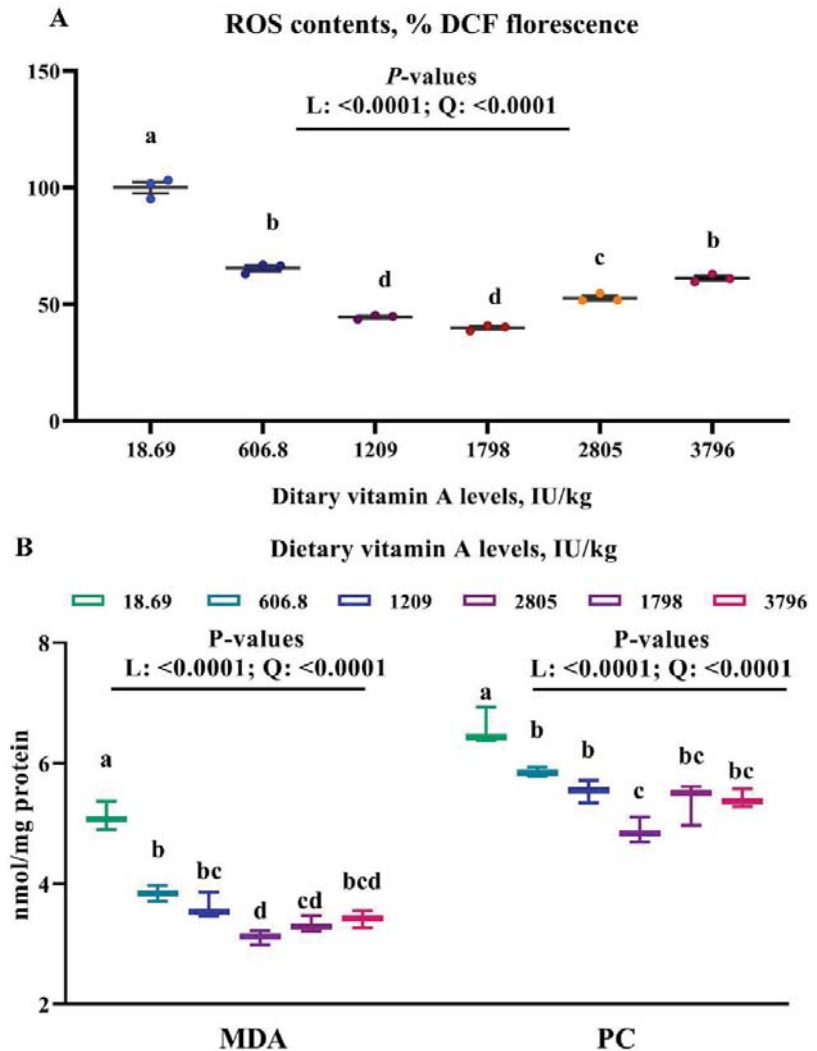 A
ROS contents, % DCF florescence
P-values
L: <0.0001; Q: <0.0001
150
100
50
0
a
b
d
d
c
b
18.69 606.8 1209 1798 2805 3796
Ditary vitamin A levels, IU/kg
B
Dietary vitamin A levels, IU/kg
18.69 606.8 1209 2805 1798 3796
P-values
L: <0.0001; Q: <0.0001
P-values
L: <0.0001; Q: <0.0001
nmol/mg protein
8
6
4
2
a
b
bc
d
cd
bcd
a
b
b
c
bc
bc
MDA PC